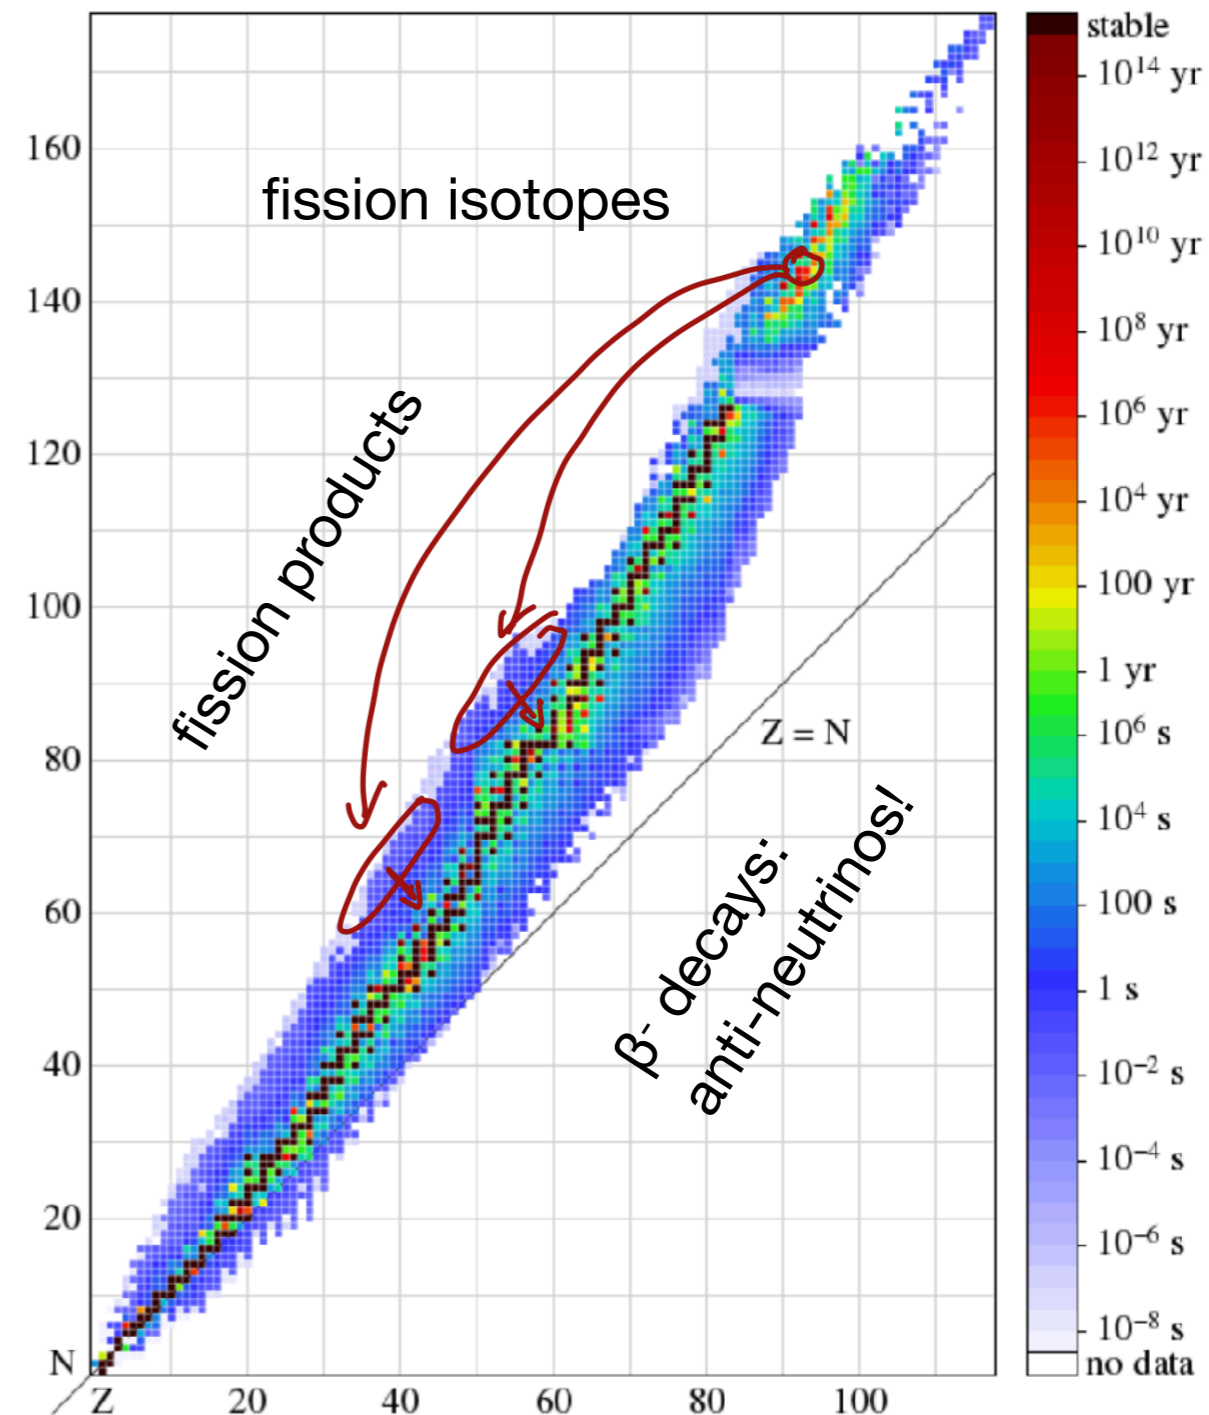 fission isotopes
fission products
β⁻ decays:
anti-neutrinos!
Z = N
160
140
120
100
80
60
40
20
N
Z
20
40
60
80
100
stable
10¹⁴ yr
10¹² yr
10¹⁰ yr
10⁸ yr
10⁶ yr
10⁴ yr
100 yr
1 yr
10⁶ s
10⁴ s
100 s
1 s
10⁻² s
10⁻⁴ s
10⁻⁶ s
10⁻⁸ s
no data